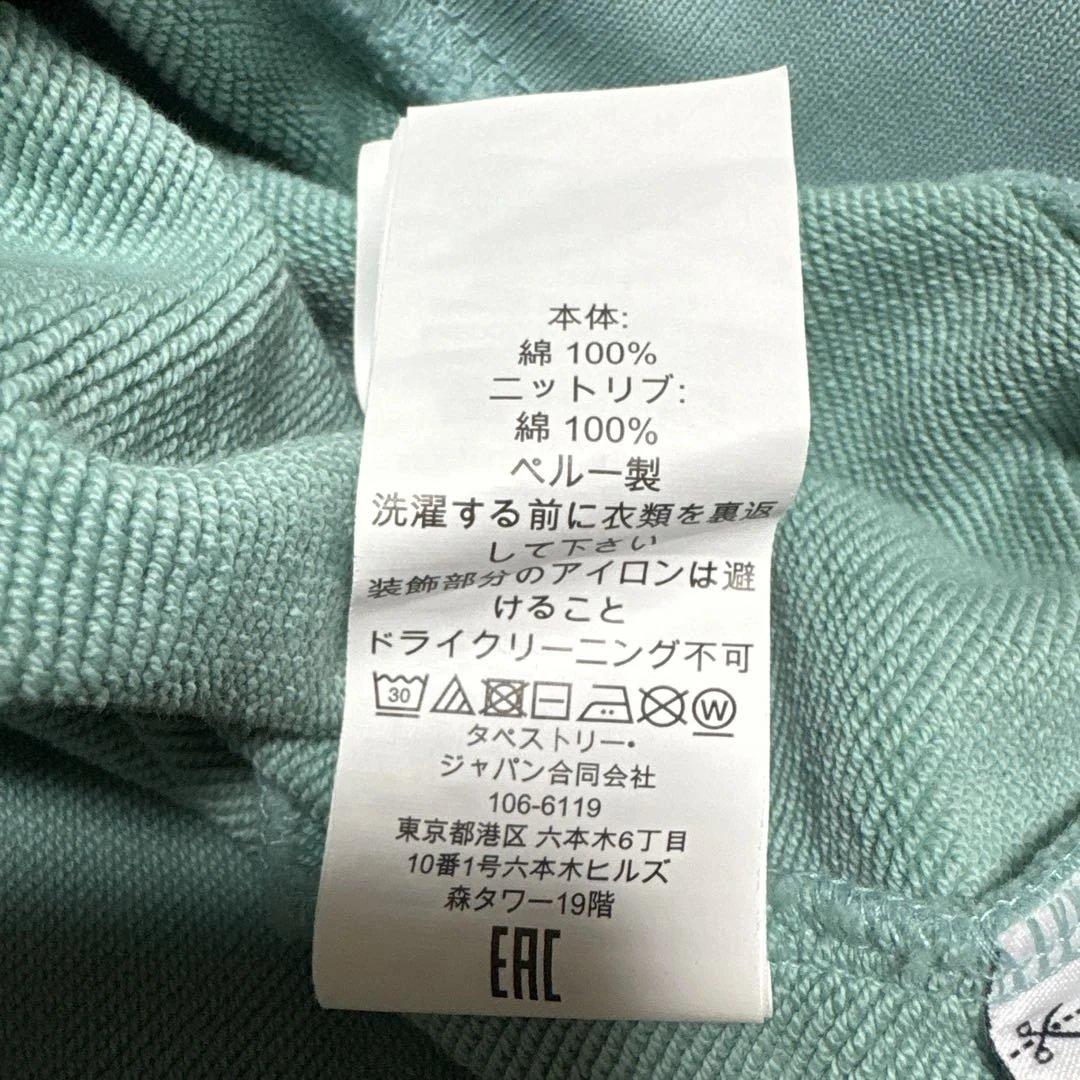 本体:
綿 100%
ニットリブ:
綿 100%
ペルー製
洗濯する前に衣類を裏返
して下さい
装飾部分のアイロンは避
けること
ドライクリーニング不可
30 W
タペストリー・
ジャパン合同会社
106-6119
東京都港区 六本木6丁目
10番1号六本木ヒルズ
森タワー19階
EAC